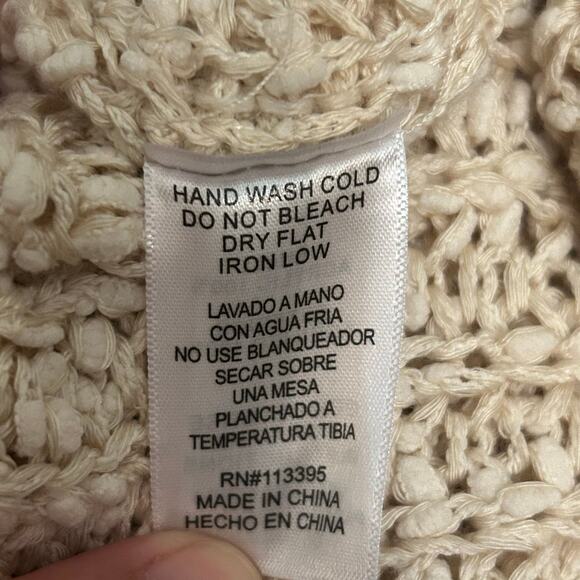 HAND WASH COLD
DO NOT BLEACH
DRY FLAT
IRON LOW
LAVADO A MANO
CON AGUA FRIA
NO USE BLANQUEADOR
SECAR SOBRE
UNA MESA
PLANCHADO A
TEMPERATURA TIBIA
RN#113395
MADE IN CHINA
HECHO EN CHINA